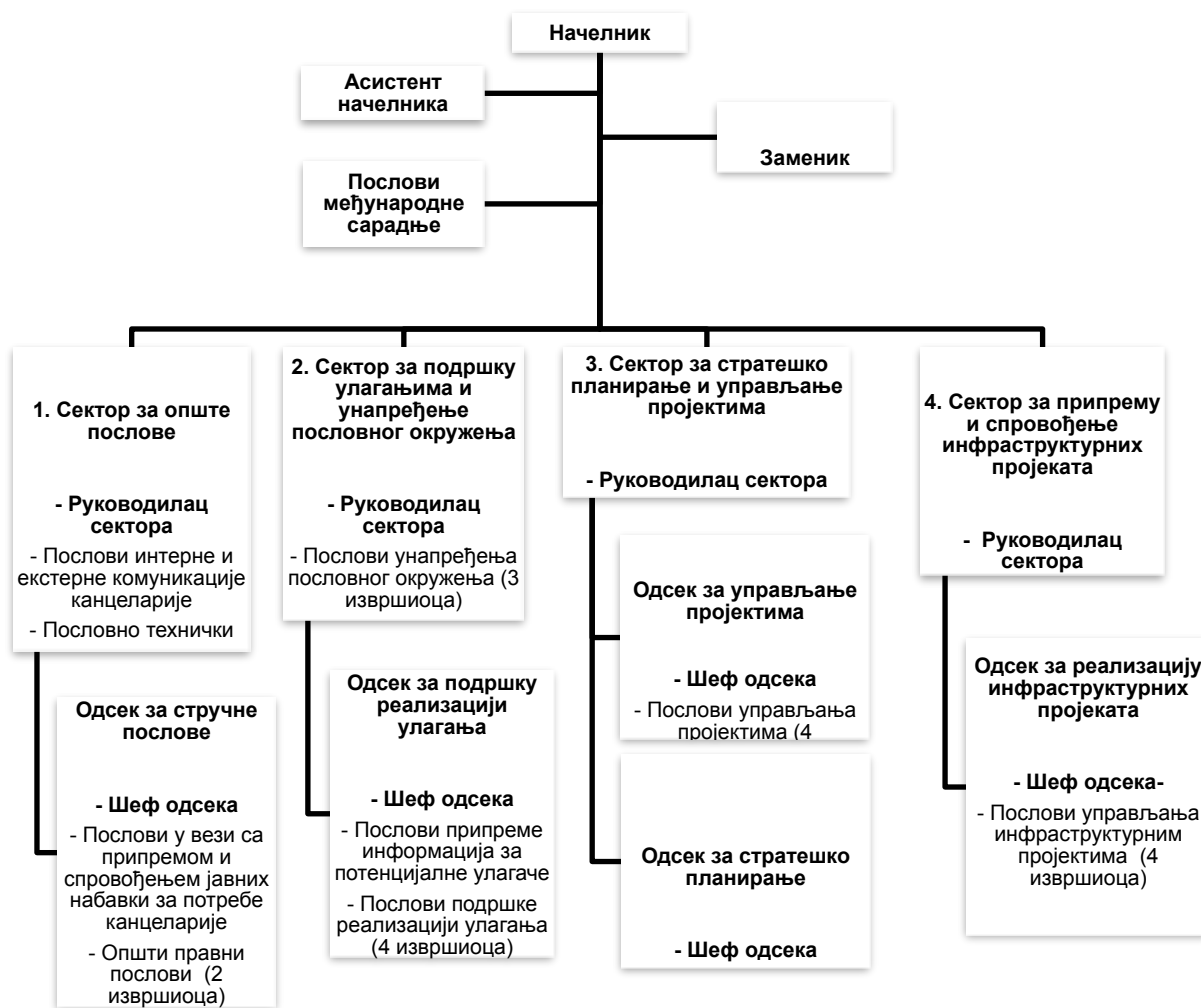 Начелник
Асистент
начелника
Заменик
Послови
међународне
сарадње
1. Сектор за опште
послове
- Руководилац
сектора
- Послови интерне и
екстерне комуникације
канцеларије
- Пословно технички
Одсек за стручне
послове
- Шеф одсека
- Послови у вези са
припремом и
спровођењем јавних
набавки за потребе
канцеларије
- Општи правни
послови (2
извршиоца)
2. Сектор за подршку
улагањима и
унапређење
пословног окружења
- Руководилац
сектора
- Послови унапређења
пословног окружења (3
извршиоца)
Одсек за подршку
реализацији
улагања
- Шеф одсека
- Послови припреме
информација за
потенцијалне улагаче
- Послови подршке
реализацији улагања
(4 извршиоца)
3. Сектор за стратешко
планирање и управљање
пројектима
- Руководилац сектора
Одсек за управљање
пројектима
- Шеф одсека
- Послови управљања
пројектима (4
Одсек за стратешко
планирање
- Шеф одсека
4. Сектор за припрему
и спровођење
инфраструктурних
пројеката
- Руководилац
сектора
Одсек за реализацију
инфраструктурних
пројеката
- Шеф одсека-
- Послови управљања
инфраструктурним
пројектима (4
извршиоца)